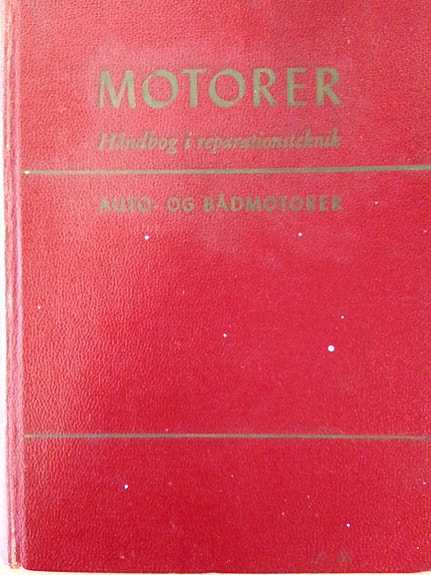 MOTORER
Håndbog i reparationsteknik
AUTO- OG BÅDMOTORER